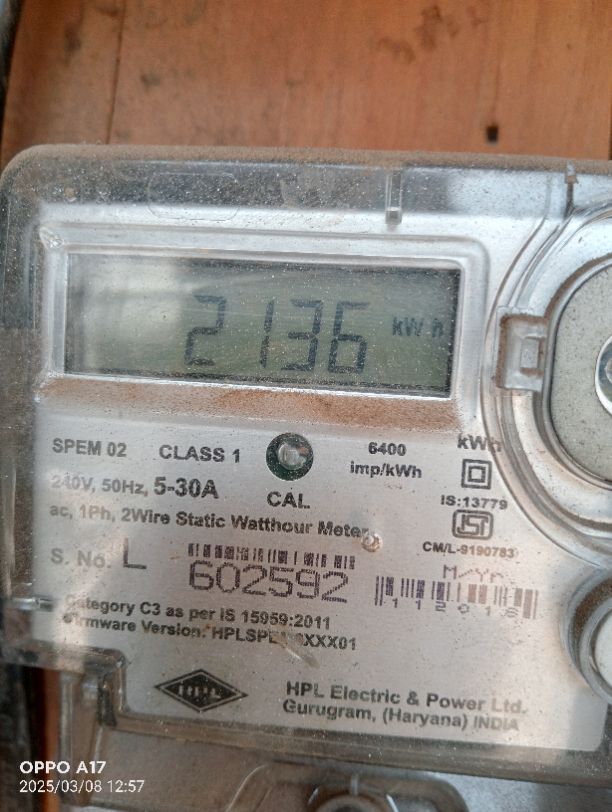 2136 kWh
SPEM 02 CLASS 1 6400 imp/kWh kWh
240V, 50Hz, 5-30A CAL IS:13779
ac, 1Ph, 2Wire Static Watthour Meter
CM/L-9190783
S. No. L 602592 M/Yr
Category C3 as per IS 15959:2011
HPL
HPL Electric & Power Ltd.
Gurugram, (Haryana) INDIA
OPPO A17
2025/03/08 12:57